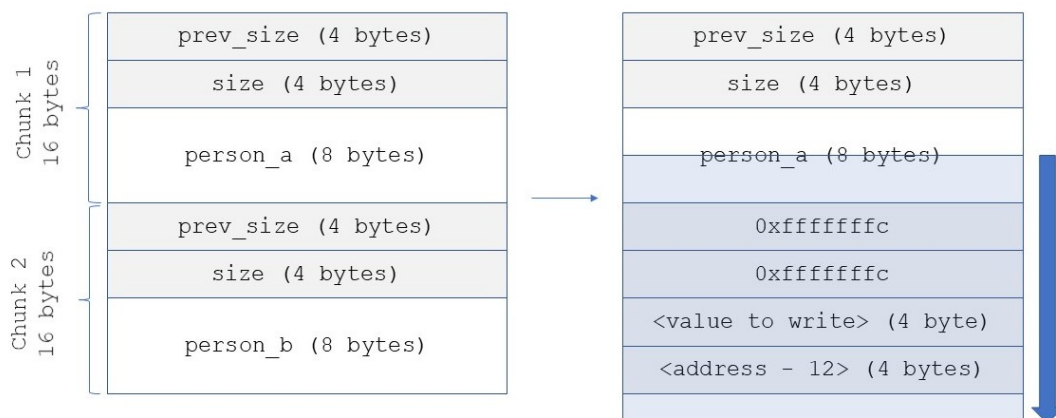 Chunk 1
16 bytes
prev_size (4 bytes)
size (4 bytes)
person_a (8 bytes)
Chunk 2
16 bytes
prev_size (4 bytes)
size (4 bytes)
person_b (8 bytes)
prev_size (4 bytes)
size (4 bytes)
person_a (8 bytes)
0xfffffffc
0xfffffffc
<value to write> (4 byte)
<address - 12> (4 bytes)